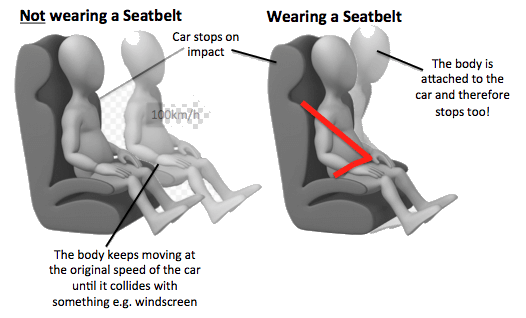 Not wearing a Seatbelt
Wearing a Seatbelt
Car stops on
impact
100km/h
The body is
attached to the
car and therefore
stops too!
The body keeps moving at
the original speed of the car
until it collides with
something e.g. windscreen